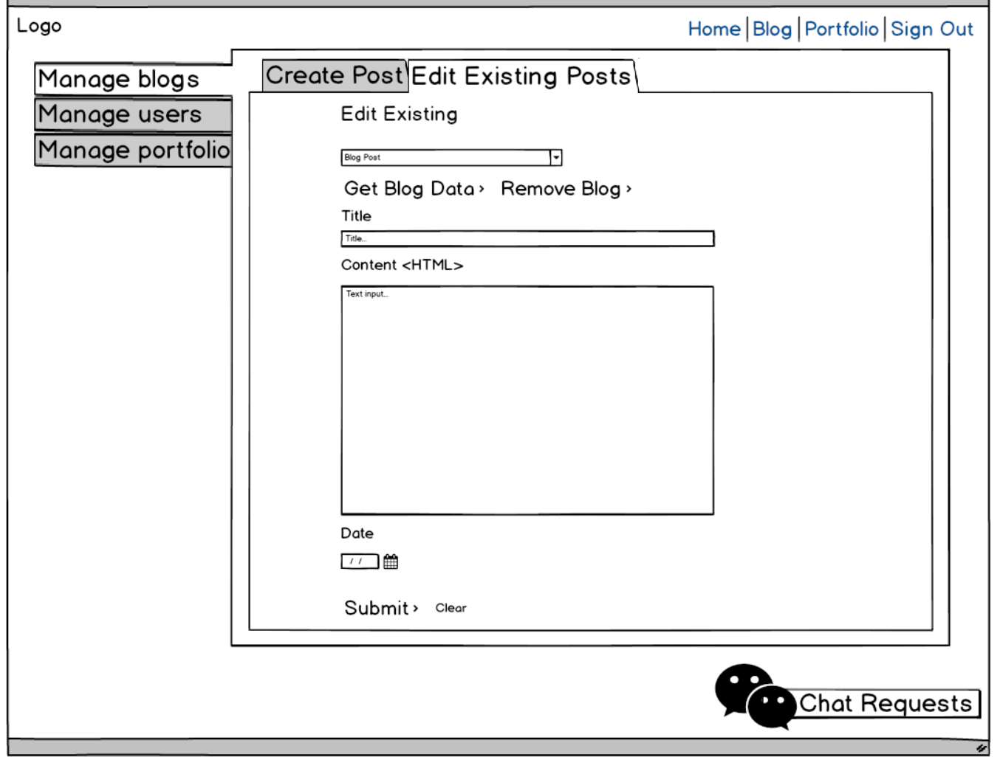 Logo
Home Blog Portfolio Sign Out
Manage blogs
Manage users
Manage portfolio
Create Post Edit Existing Posts
Edit Existing
Blog Post
Get Blog Data › Remove Blog ›
Title
Title...
Content <HTML>
Text input...
Date
/ /
Submit › Clear
Chat Requests